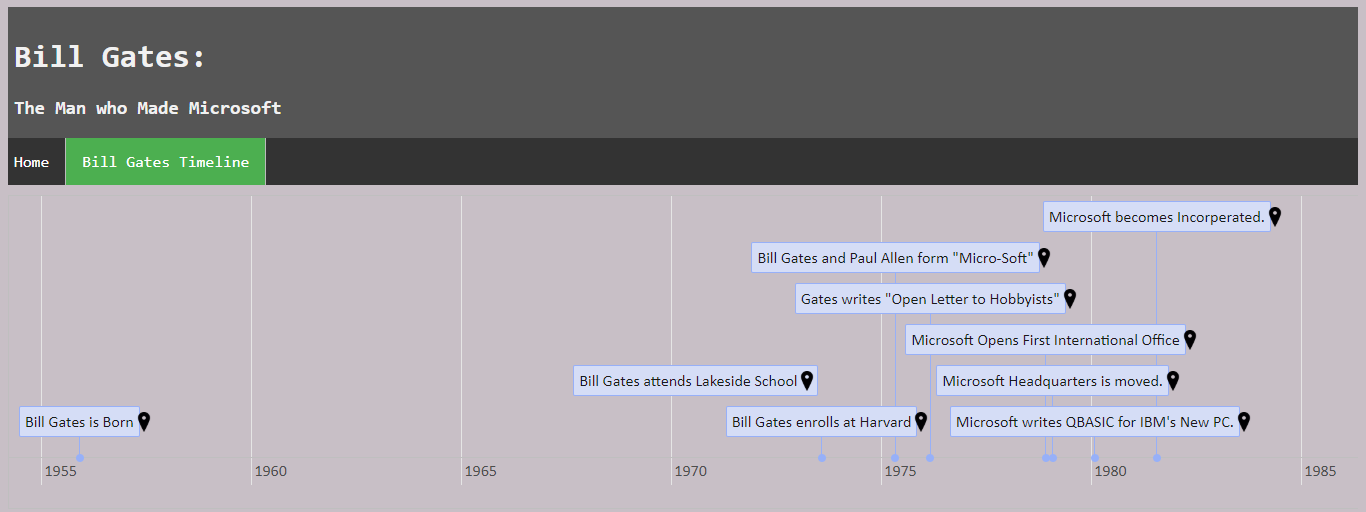 Bill Gates:
The Man who Made Microsoft
Home
Bill Gates Timeline
Microsoft becomes Incorperated.
Bill Gates and Paul Allen form "Micro-Soft"
Gates writes "Open Letter to Hobbyists"
Microsoft Opens First International Office
Bill Gates attends Lakeside School
Microsoft Headquarters is moved.
Bill Gates is Born
Bill Gates enrolls at Harvard
Microsoft writes QBASIC for IBM's New PC.
1955
1960
1965
1970
1975
1980
1985